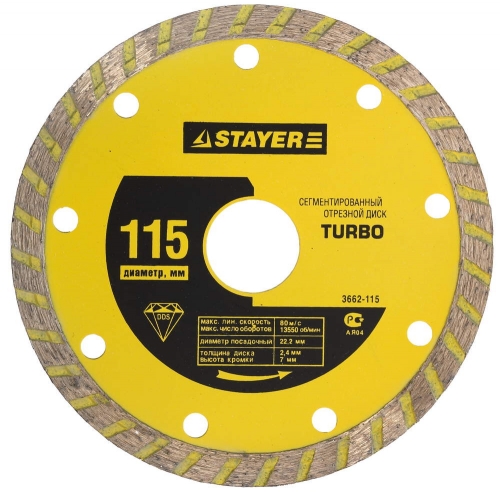 STAYER
СЕГМЕНТИРОВАННЫЙ
ОТРЕЗНОЙ ДИСК
TURBO
115
диаметр, мм
DDS
3662-115
макс. лин. скорость 80 м/с
макс. число оборотов 13550 об/мин
диаметр посадочный 22,2 мм
толщина диска 2,4 мм
высота кромки 7 мм
РС
АЯ04